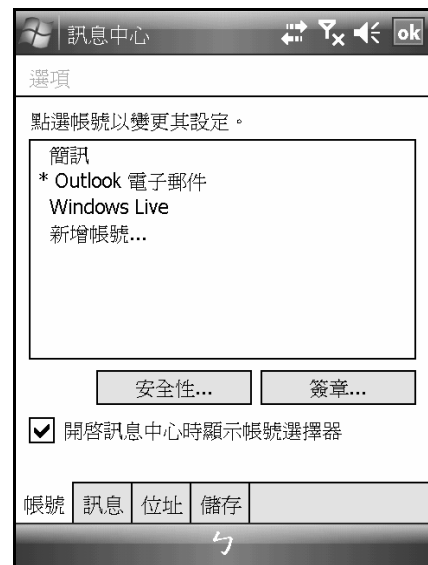 訊息中心 ok
選項
點選帳號以變更其設定。
簡訊
* Outlook 電子郵件
Windows Live
新增帳號...
安全性... 簽章...
開啓訊息中心時顯示帳號選擇器
帳號 訊息 位址 儲存
ㄅ